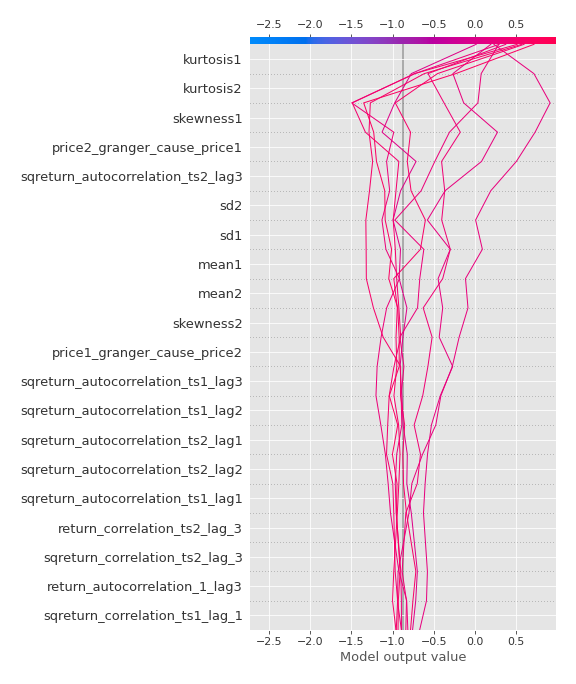 −2.5 −2.0 −1.5 −1.0 −0.5 0.0 0.5
kurtosis1
kurtosis2
skewness1
price2_granger_cause_price1
sqreturn_autocorrelation_ts2_lag3
sd2
sd1
mean1
mean2
skewness2
price1_granger_cause_price2
sqreturn_autocorrelation_ts1_lag3
sqreturn_autocorrelation_ts1_lag2
sqreturn_autocorrelation_ts2_lag1
sqreturn_autocorrelation_ts2_lag2
sqreturn_autocorrelation_ts1_lag1
return_correlation_ts2_lag_3
sqreturn_correlation_ts2_lag_3
return_autocorrelation_1_lag3
sqreturn_correlation_ts1_lag_1
−2.5 −2.0 −1.5 −1.0 −0.5 0.0 0.5
Model output value